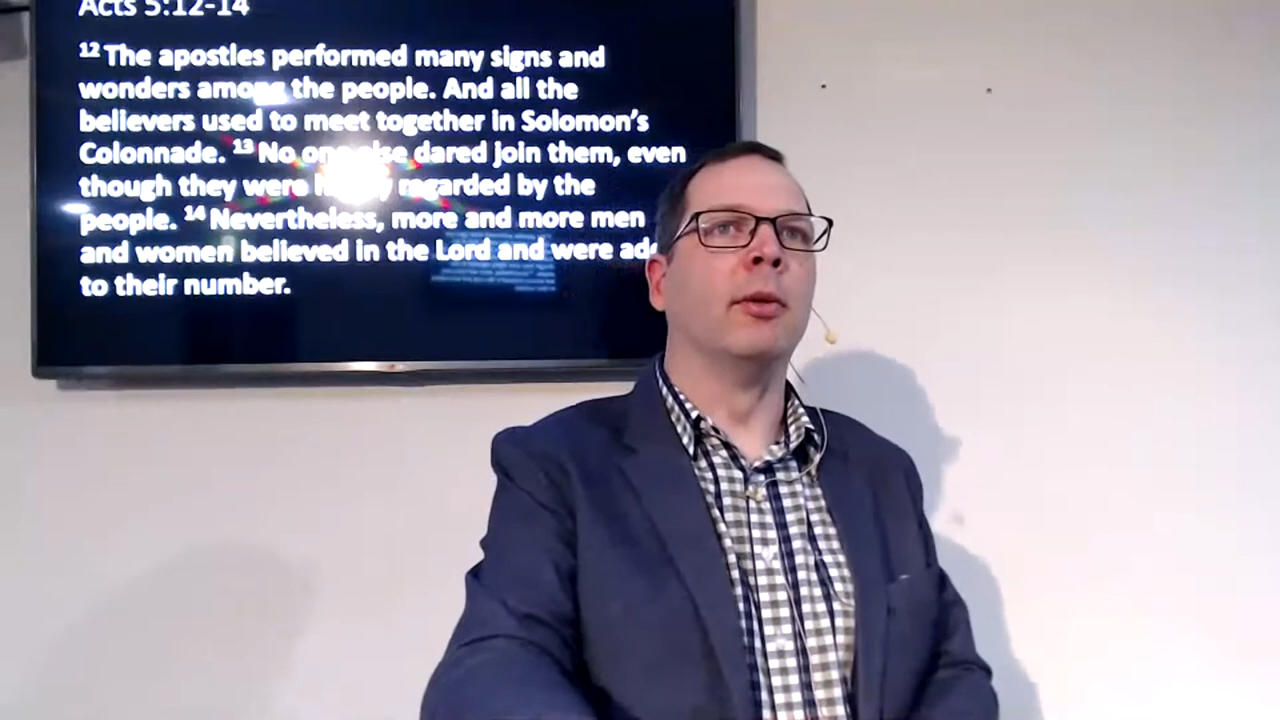 Acts 5:12-14
12 The apostles performed many signs and
wonders among the people. And all the
believers used to meet together in Solomon's
Colonnade. 13 No one else dared join them, even
though they were highly regarded by the
people. 14 Nevertheless, more and more men
and women believed in the Lord and were
to their number.